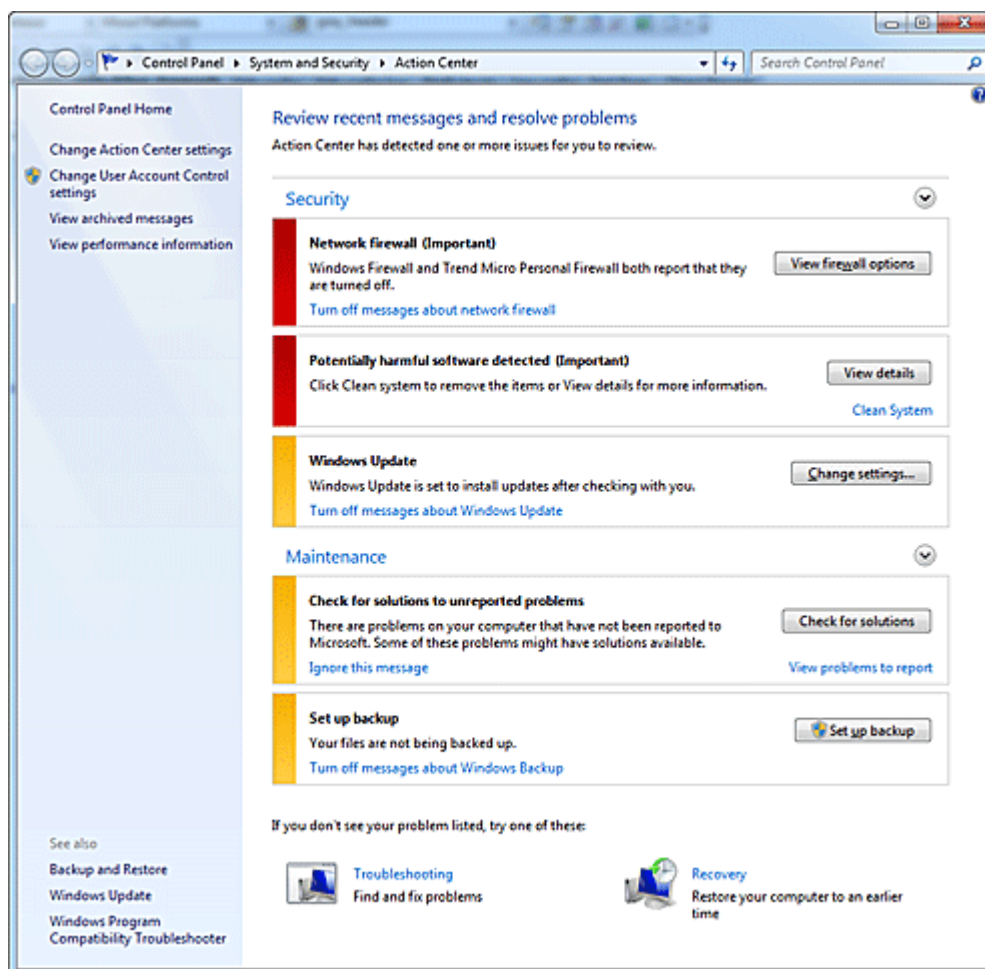 Control Panel ▸ System and Security ▸ Action Center
Search Control Panel
Control Panel Home
Change Action Center settings
Change User Account Control
settings
View archived messages
View performance information
See also
Backup and Restore
Windows Update
Windows Program
Compatibility Troubleshooter
Review recent messages and resolve problems
Action Center has detected one or more issues for you to review.
Security
Network firewall (Important)
Windows Firewall and Trend Micro Personal Firewall both report that they
are turned off.
Turn off messages about network firewall
View firewall options
Potentially harmful software detected (Important)
Click Clean system to remove the items or View details for more information.
View details
Clean System
Windows Update
Windows Update is set to install updates after checking with you.
Turn off messages about Windows Update
Change settings...
Maintenance
Check for solutions to unreported problems
There are problems on your computer that have not been reported to
Microsoft. Some of these problems might have solutions available.
Ignore this message
Check for solutions
View problems to report
Set up backup
Your files are not being backed up.
Turn off messages about Windows Backup
Set up backup
If you don't see your problem listed, try one of these:
Troubleshooting
Find and fix problems
Recovery
Restore your computer to an earlier
time